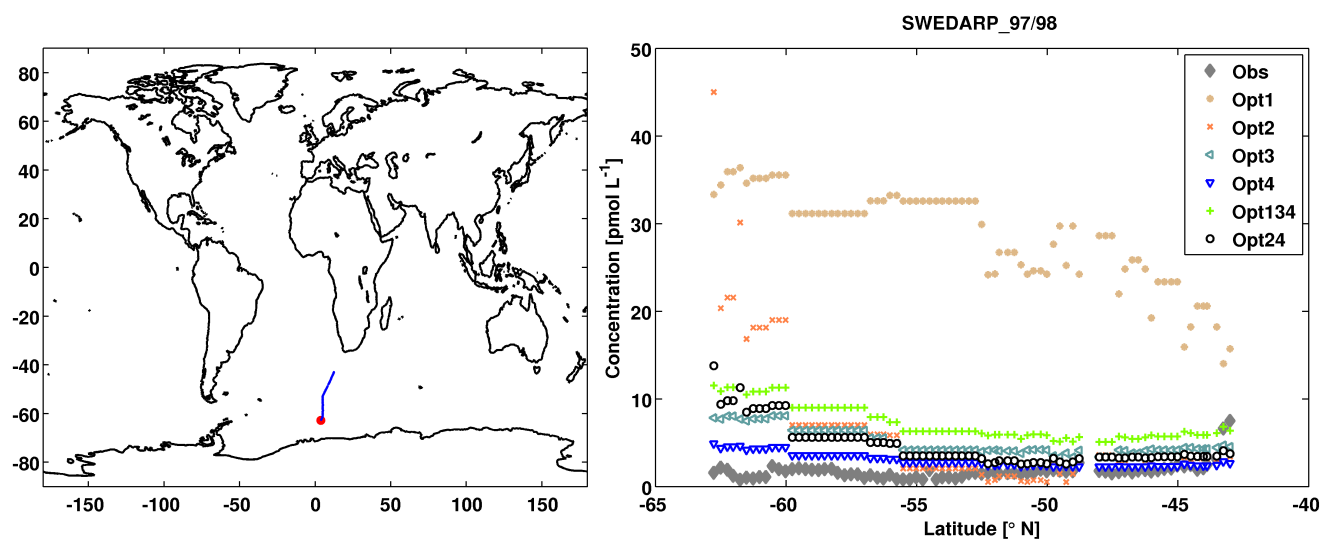 SWEDARP_97/98
80
60
40
20
0
-20
-40
-60
-80
-150
-100
-50
0
50
100
150
Concentration [pmol L-1]
50
40
30
20
10
0
-65
-60
-55
-50
-45
-40
Latitude [° N]
Obs
Opt1
Opt2
Opt3
Opt4
Opt134
Opt24